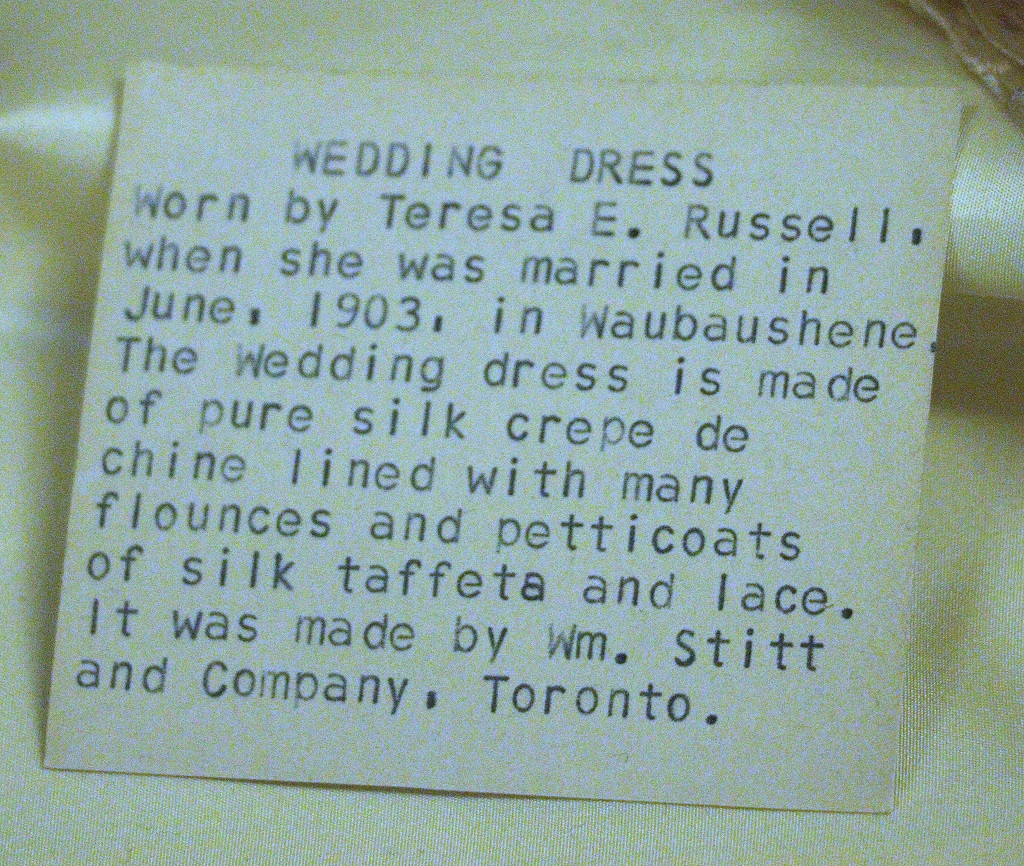 WEDDING DRESS
Worn by Teresa E. Russell,
when she was married in
June, 1903, in Waubaushene.
The Wedding dress is made
of pure silk crepe de
chine lined with many
flounces and petticoats
of silk taffeta and lace.
It was made by Wm. Stitt
and Company, Toronto.